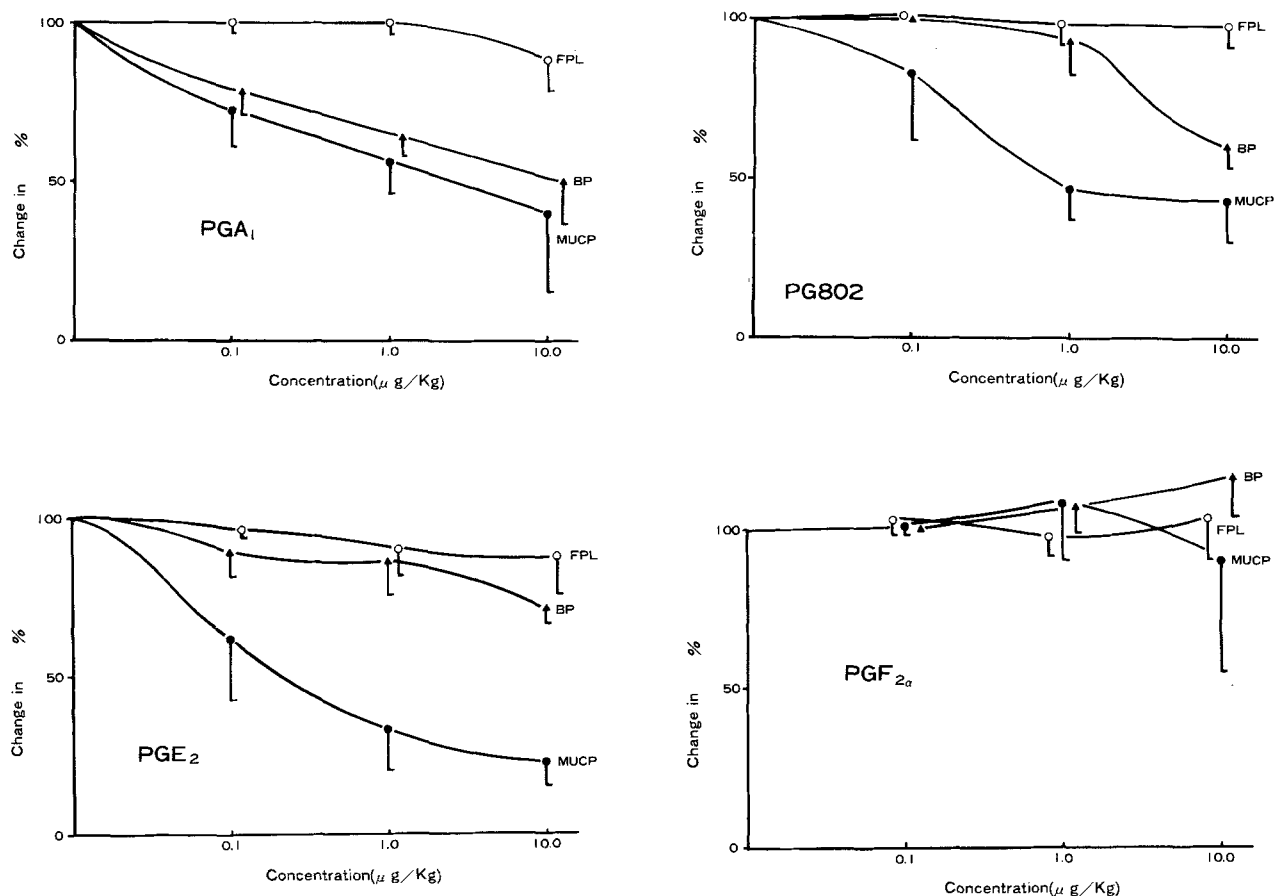 100
50
0
Change in %
FPL
BP
MUCP
PGA1
0.1
1.0
10.0
Concentration(μ g/Kg)
100
50
0
Change in %
FPL
BP
MUCP
PG802
0.1
1.0
10.0
Concentration(μ g/Kg)
100
50
0
Change in %
FPL
BP
MUCP
PGE2
0.1
1.0
10.0
Concentration(μ g/Kg)
100
50
0
Change in %
BP
FPL
MUCP
PGF2α
0.1
1.0
10.0
Concentration(μ g/Kg)